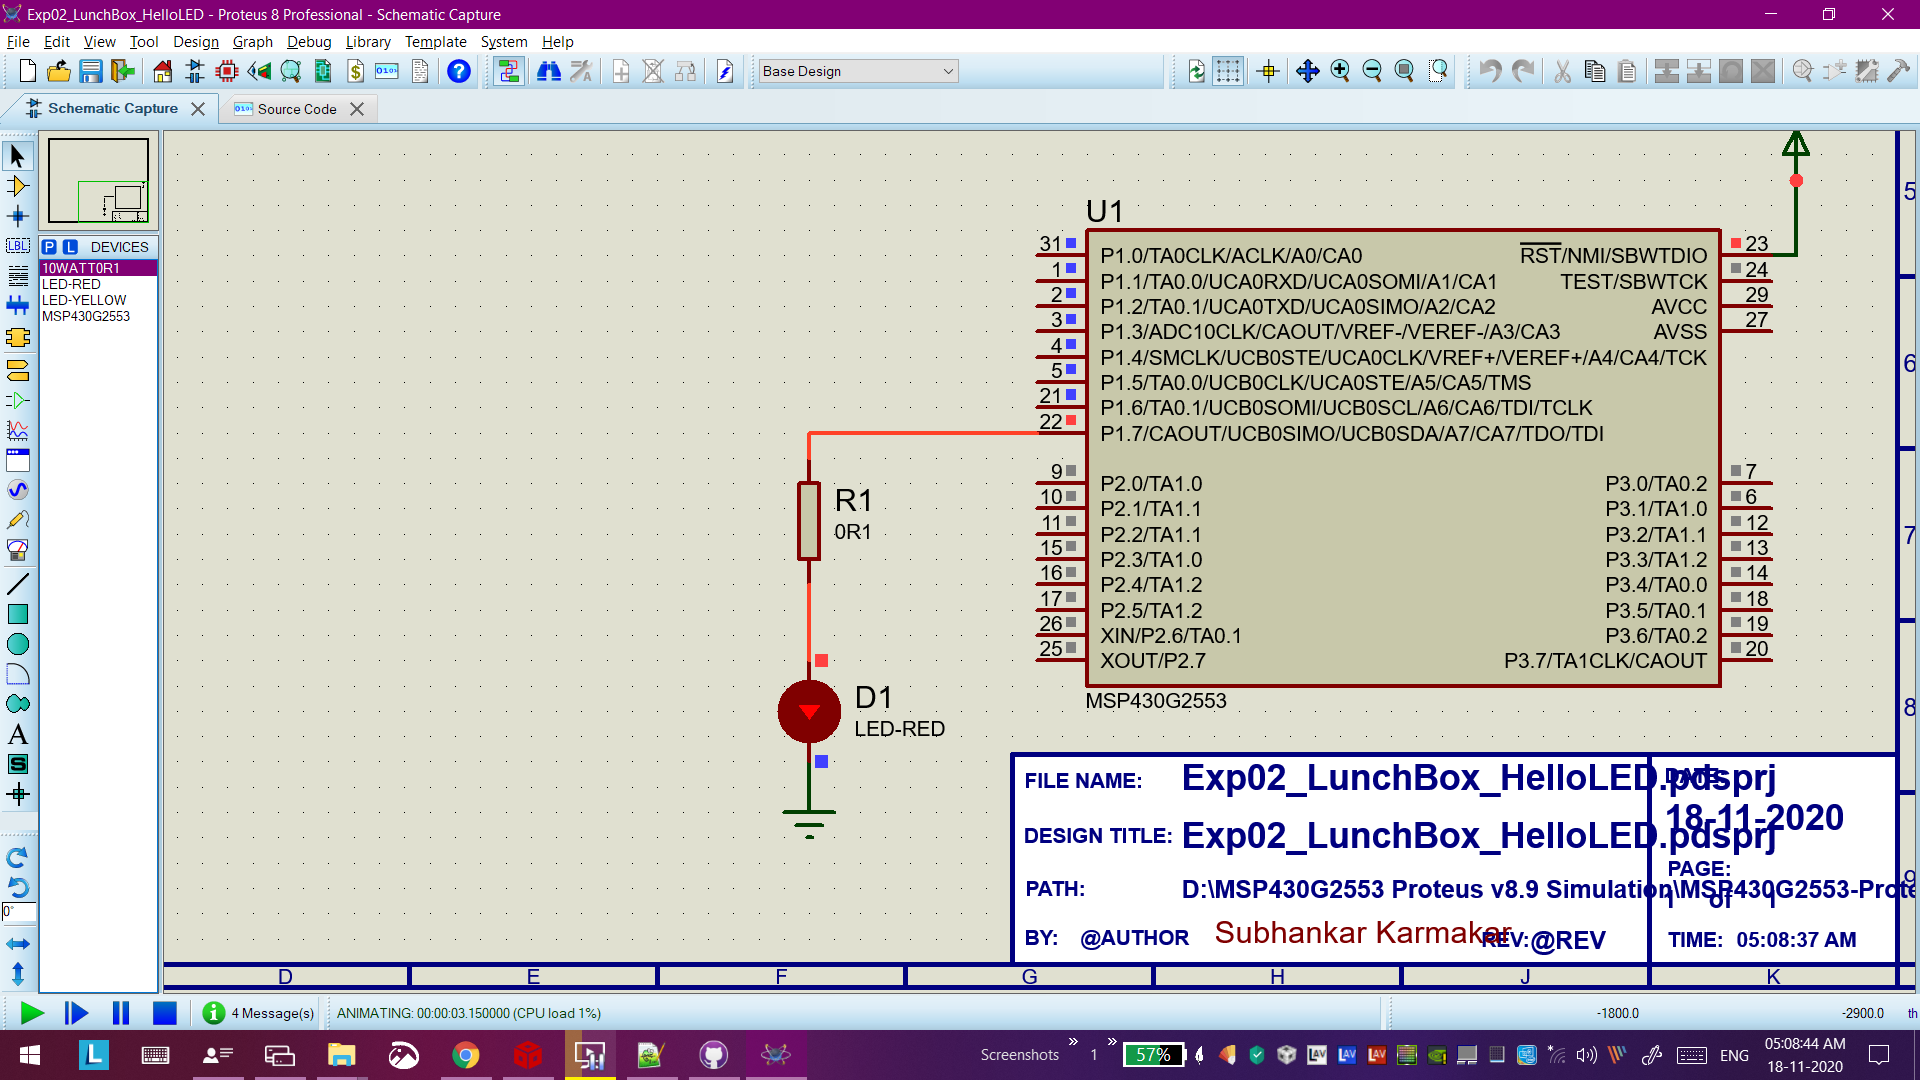 Exp02_LunchBox_HelloLED - Proteus 8 Professional - Schematic Capture
File Edit View Tool Design Graph Debug Library Template System Help
Base Design
Schematic Capture
Source Code
P L DEVICES
10WATT0R1
LED-RED
LED-YELLOW
MSP430G2553
LBL
A
S
0°
U1
31 P1.0/TA0CLK/ACLK/A0/CA0
1 P1.1/TA0.0/UCA0RXD/UCA0SOMI/A1/CA1
2 P1.2/TA0.1/UCA0TXD/UCA0SIMO/A2/CA2
3 P1.3/ADC10CLK/CAOUT/VREF-/VEREF-/A3/CA3
4 P1.4/SMCLK/UCB0STE/UCA0CLK/VREF+/VEREF+/A4/CA4/TCK
5 P1.5/TA0.0/UCB0CLK/UCA0STE/A5/CA5/TMS
21 P1.6/TA0.1/UCB0SOMI/UCB0SCL/A6/CA6/TDI/TCLK
22 P1.7/CAOUT/UCB0SIMO/UCB0SDA/A7/CA7/TDO/TDI
9 P2.0/TA1.0
10 P2.1/TA1.1
11 P2.2/TA1.1
15 P2.3/TA1.0
16 P2.4/TA1.2
17 P2.5/TA1.2
26 XIN/P2.6/TA0.1
25 XOUT/P2.7
RST/NMI/SBWTDIO 23
TEST/SBWTCK 24
AVCC 29
AVSS 27
P3.0/TA0.2 7
P3.1/TA1.0 6
P3.2/TA1.1 12
P3.3/TA1.2 13
P3.4/TA0.0 14
P3.5/TA0.1 18
P3.6/TA0.2 19
P3.7/TA1CLK/CAOUT 20
MSP430G2553
R1
0R1
D1
LED-RED
5
6
7
8
9
FILE NAME: Exp02_LunchBox_HelloLED.pdsprj
DATE:
18-11-2020
DESIGN TITLE: Exp02_LunchBox_HelloLED.pdsprj
PAGE:
1 of 1
PATH: D:\MSP430G2553 Proteus v8.9 Simulation\MSP430G2553-Prote
BY: @AUTHOR Subhankar Karmakar REV: @REV
TIME: 05:08:37 AM
D E F G H J K
4 Message(s)
ANIMATING: 00:00:03.150000 (CPU load 1%)
-1800.0
-2900.0
th
L
Screenshots
1
57%
LAV LAV LAV
ENG
05:08:44 AM
18-11-2020